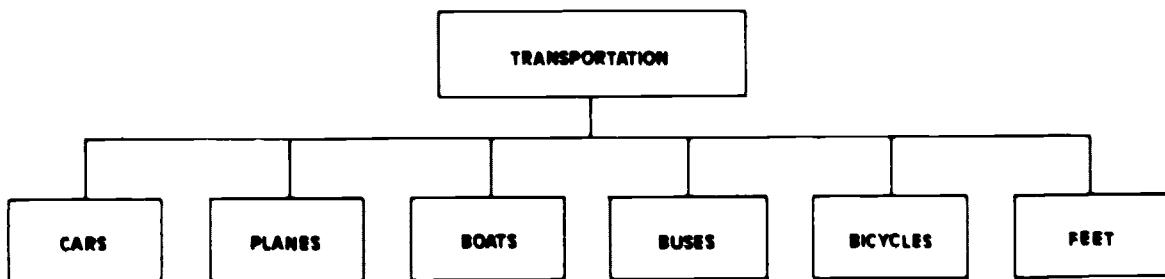 TRANSPORTATION
CARS
PLANES
BOATS
BUSES
BICYCLES
FEET